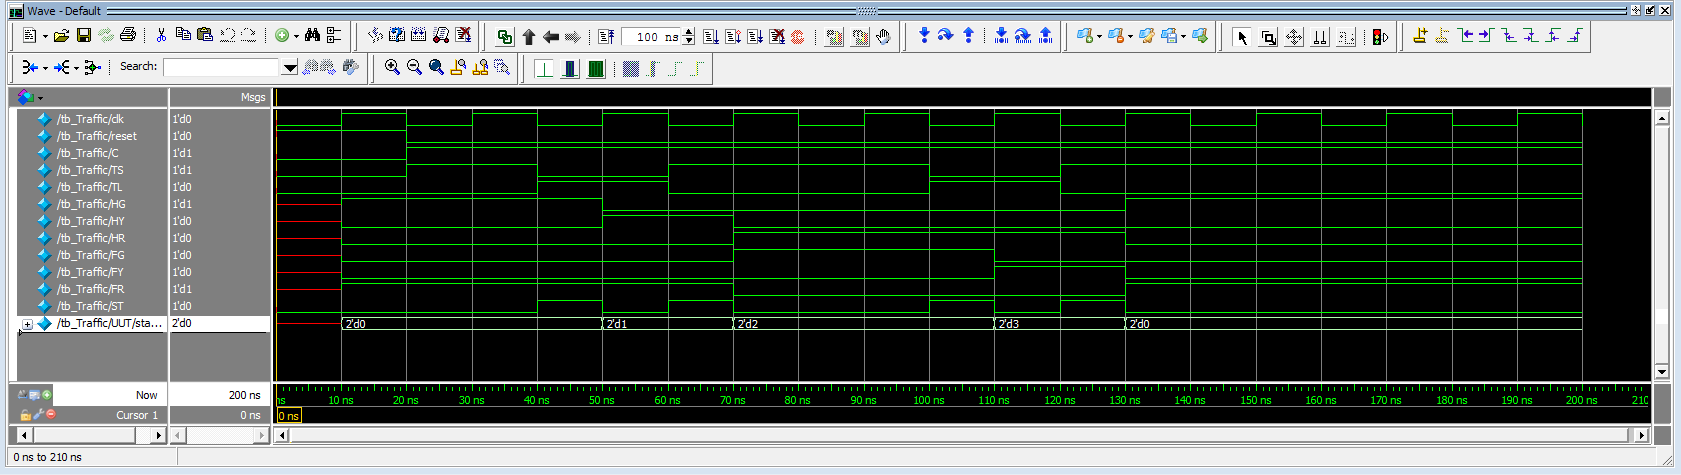 Wave - Default
100 ns
Search:
Msgs
/tb_Traffic/clk 1'd0
/tb_Traffic/reset 1'd0
/tb_Traffic/C 1'd1
/tb_Traffic/TS 1'd1
/tb_Traffic/TL 1'd0
/tb_Traffic/HG 1'd1
/tb_Traffic/HY 1'd0
/tb_Traffic/HR 1'd0
/tb_Traffic/FG 1'd0
/tb_Traffic/FY 1'd0
/tb_Traffic/FR 1'd1
/tb_Traffic/ST 1'd0
/tb_Traffic/UUT/sta... 2'd0 2'd0 2'd1 2'd2 2'd3 2'd0
Now 200 ns ns 10 ns 20 ns 30 ns 40 ns 50 ns 60 ns 70 ns 80 ns 90 ns 100 ns 110 ns 120 ns 130 ns 140 ns 150 ns 160 ns 170 ns 180 ns 190 ns 200 ns 210
Cursor 1 0 ns 0 ns
0 ns to 210 ns